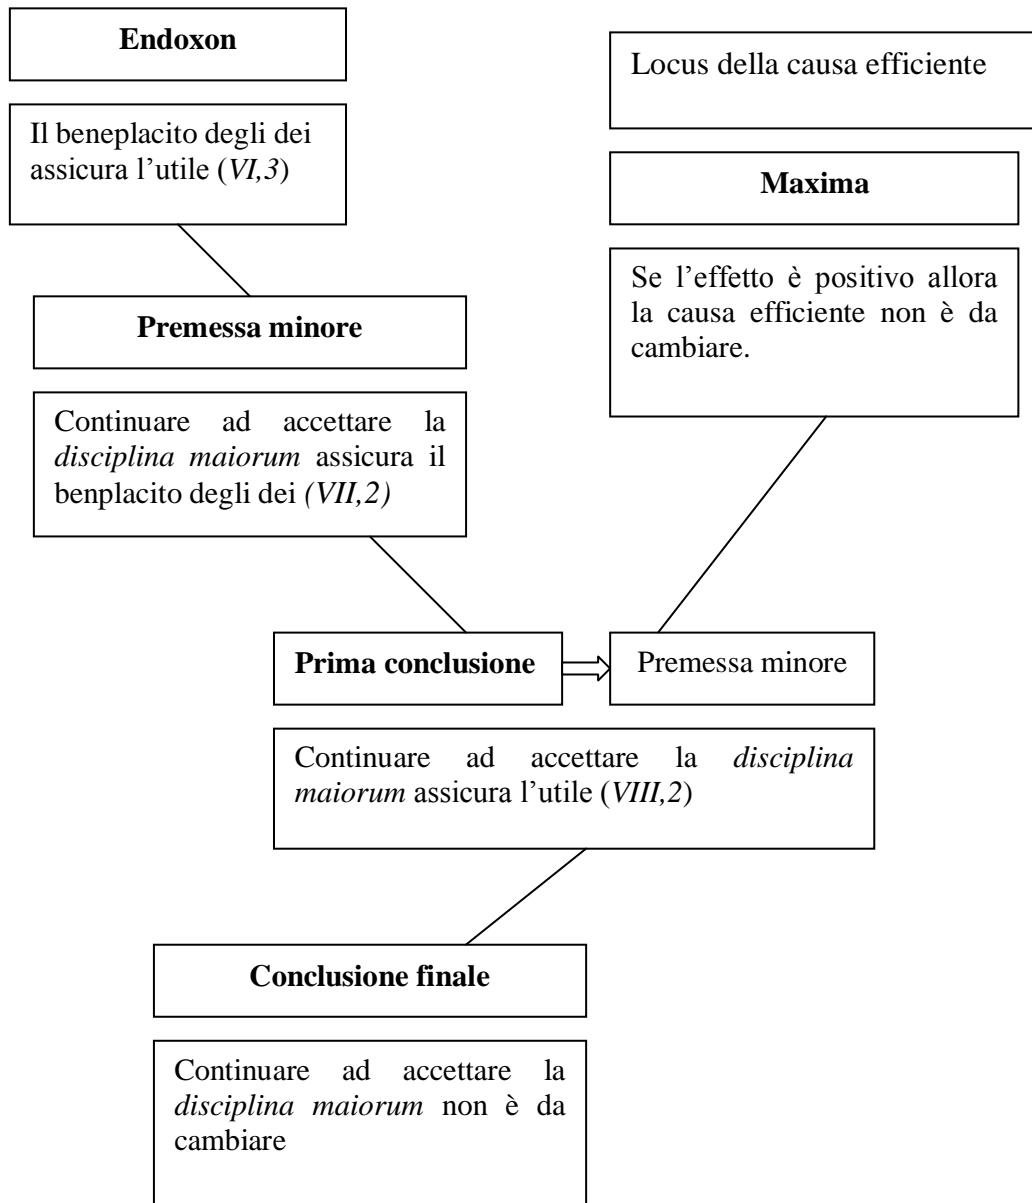 Endoxon
Locus della causa efficiente
Il beneplacito degli dei
assicura l’utile (VI,3)
Maxima
Se l’effetto è positivo allora
la causa efficiente non è da
cambiare.
Premessa minore
Continuare ad accettare la
disciplina maiorum assicura il
benplacito degli dei (VII,2)
Prima conclusione
Premessa minore
Continuare ad accettare la disciplina
maiorum assicura l’utile (VIII,2)
Conclusione finale
Continuare ad accettare la
disciplina maiorum non è da
cambiare